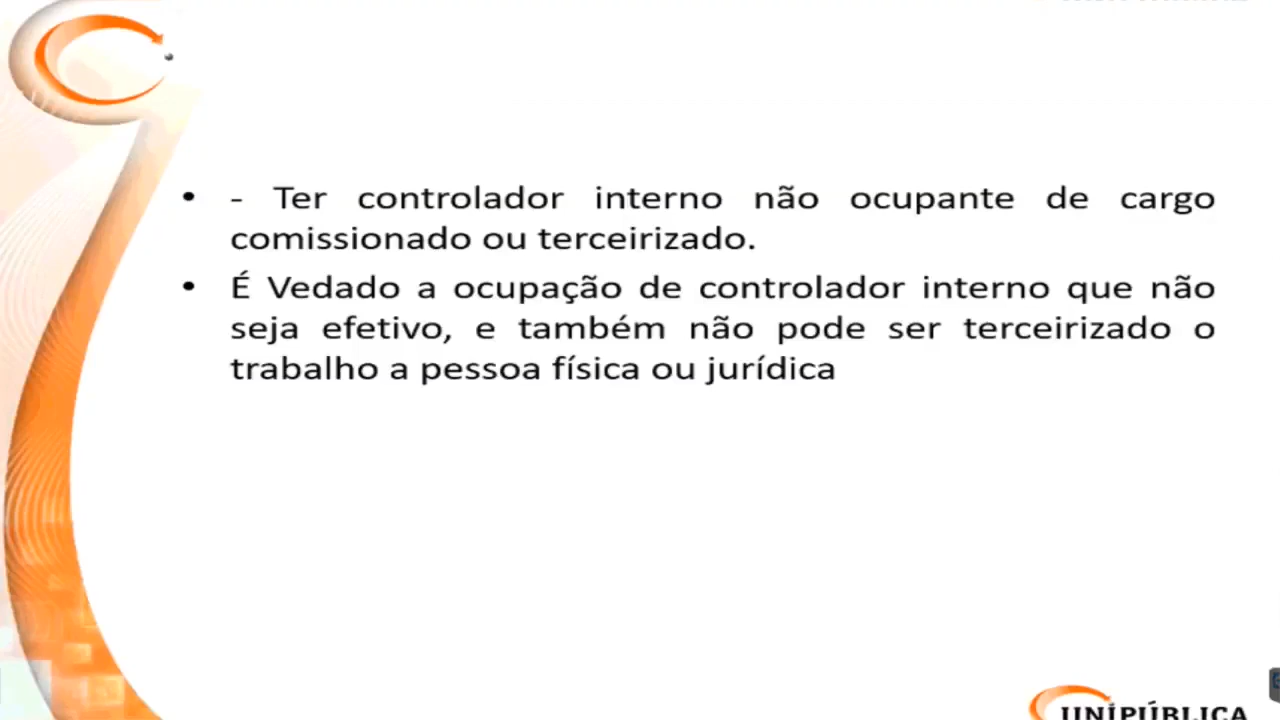 • - Ter controlador interno não ocupante de cargo
comissionado ou terceirizado.
• É Vedado a ocupação de controlador interno que não
seja efetivo, e também não pode ser terceirizado o
trabalho a pessoa física ou jurídica
UNIPÚBLICA